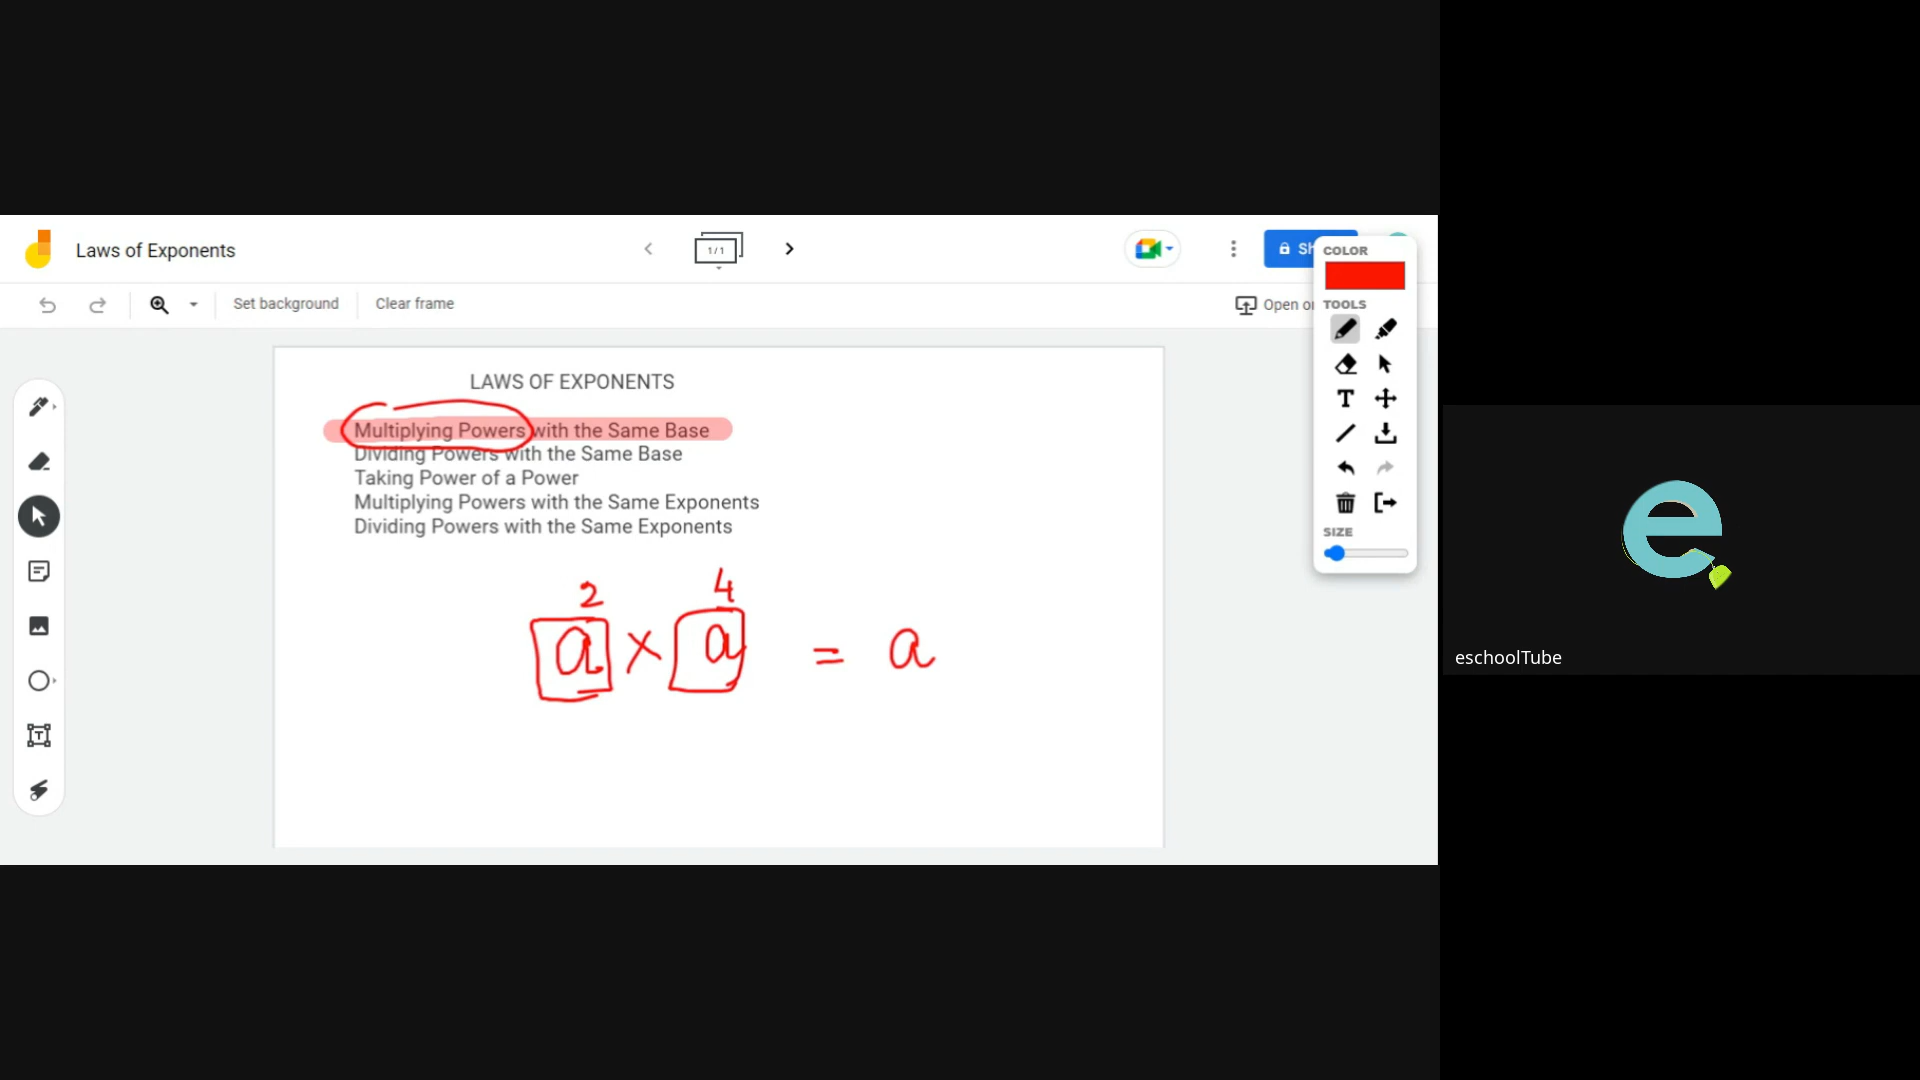 Laws of Exponents
1/1
Sh
Set background
Clear frame
Open on
COLOR
TOOLS
T
SIZE
LAWS OF EXPONENTS
Multiplying Powers with the Same Base
Dividing Powers with the Same Base
Taking Power of a Power
Multiplying Powers with the Same Exponents
Dividing Powers with the Same Exponents
2 4
a × a = a
T
e
eschoolTube